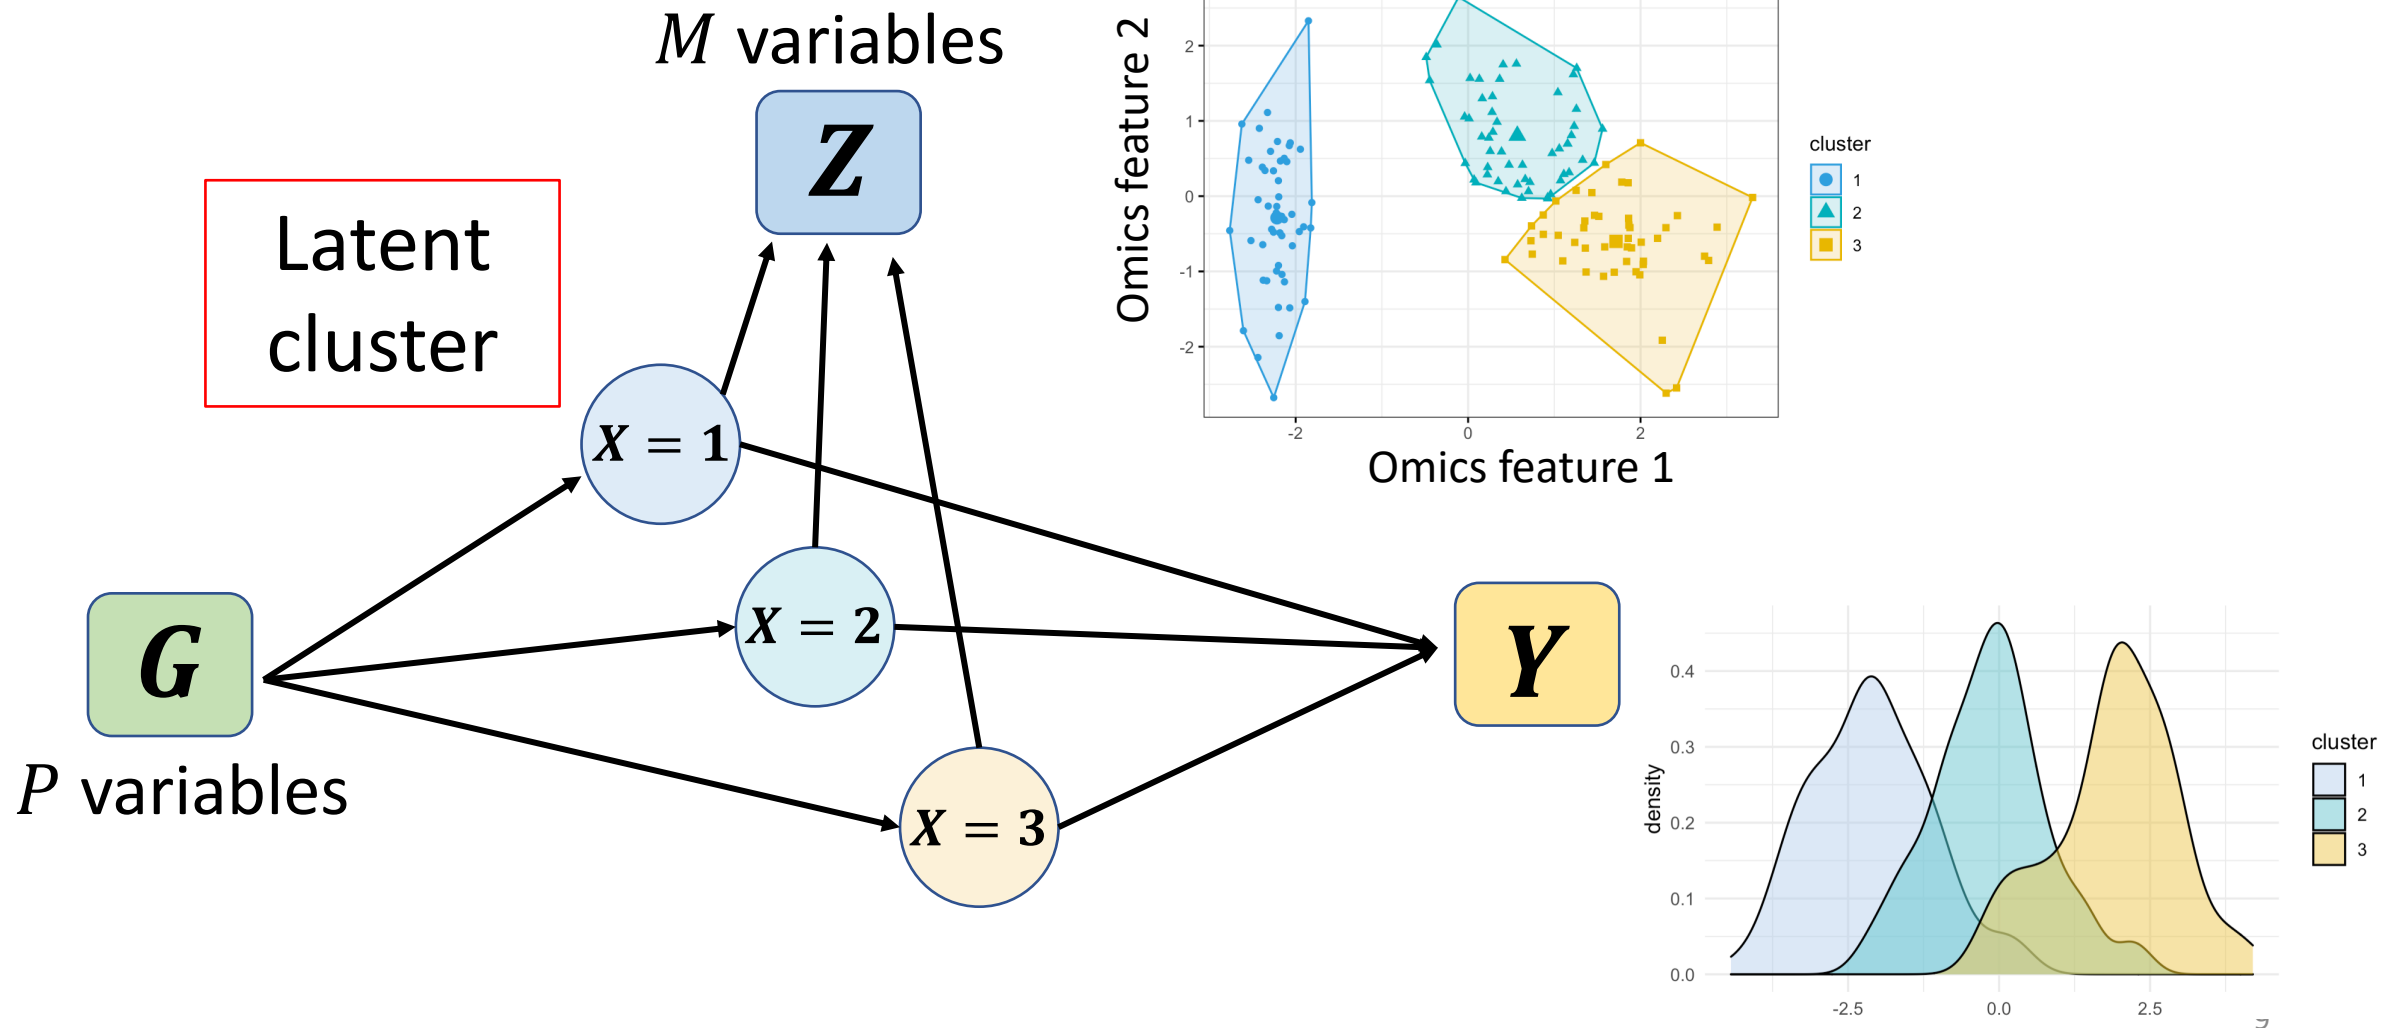 M variables
Z
Latent
cluster
X = 1
X = 2
X = 3
G
P variables
Y
Omics feature 2
2
1
0
-1
-2
-2
0
2
Omics feature 1
cluster
1
2
3
density
0.4
0.3
0.2
0.1
0.0
-2.5
0.0
2.5
cluster
1
2
3